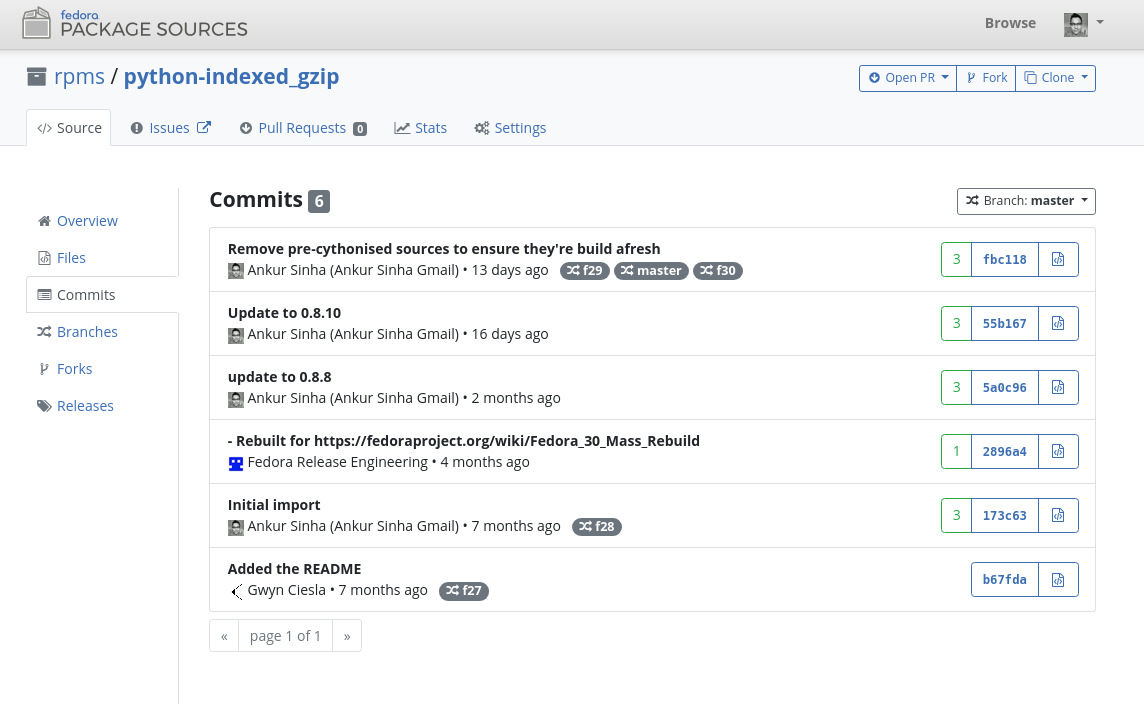 fedora
PACKAGE SOURCES
Browse
rpms / python-indexed_gzip
Open PR Fork Clone
Source Issues Pull Requests 0 Stats Settings
Overview
Files
Commits
Branches
Forks
Releases
Commits 6
Branch: master
Remove pre-cythonised sources to ensure they're build afresh
Ankur Sinha (Ankur Sinha Gmail) • 13 days ago f29 master f30
3 fbc118
Update to 0.8.10
Ankur Sinha (Ankur Sinha Gmail) • 16 days ago
3 55b167
update to 0.8.8
Ankur Sinha (Ankur Sinha Gmail) • 2 months ago
3 5a0c96
- Rebuilt for https://fedoraproject.org/wiki/Fedora_30_Mass_Rebuild
Fedora Release Engineering • 4 months ago
1 2896a4
Initial import
Ankur Sinha (Ankur Sinha Gmail) • 7 months ago f28
3 173c63
Added the README
Gwyn Ciesla • 7 months ago f27
b67fda
« page 1 of 1 »